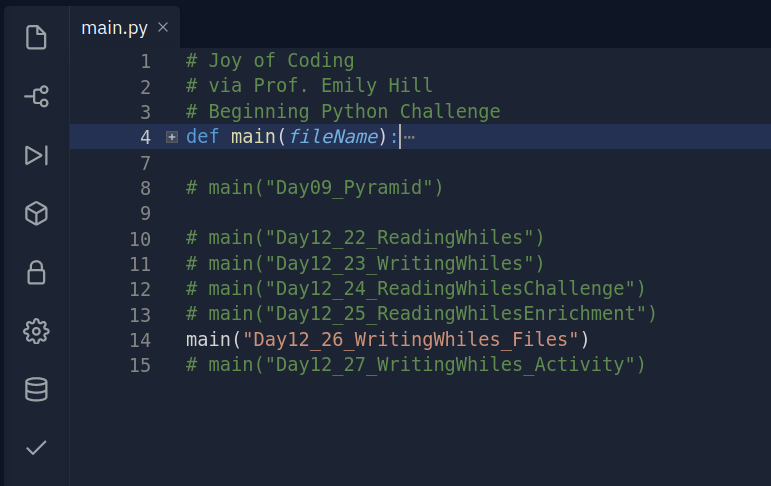 main.py ×
1 # Joy of Coding
2 # via Prof. Emily Hill
3 # Beginning Python Challenge
4 def main(fileName):⋯
7
8 # main("Day09_Pyramid")
9
10 # main("Day12_22_ReadingWhiles")
11 # main("Day12_23_WritingWhiles")
12 # main("Day12_24_ReadingWhilesChallenge")
13 # main("Day12_25_ReadingWhilesEnrichment")
14 main("Day12_26_WritingWhiles_Files")
15 # main("Day12_27_WritingWhiles_Activity")